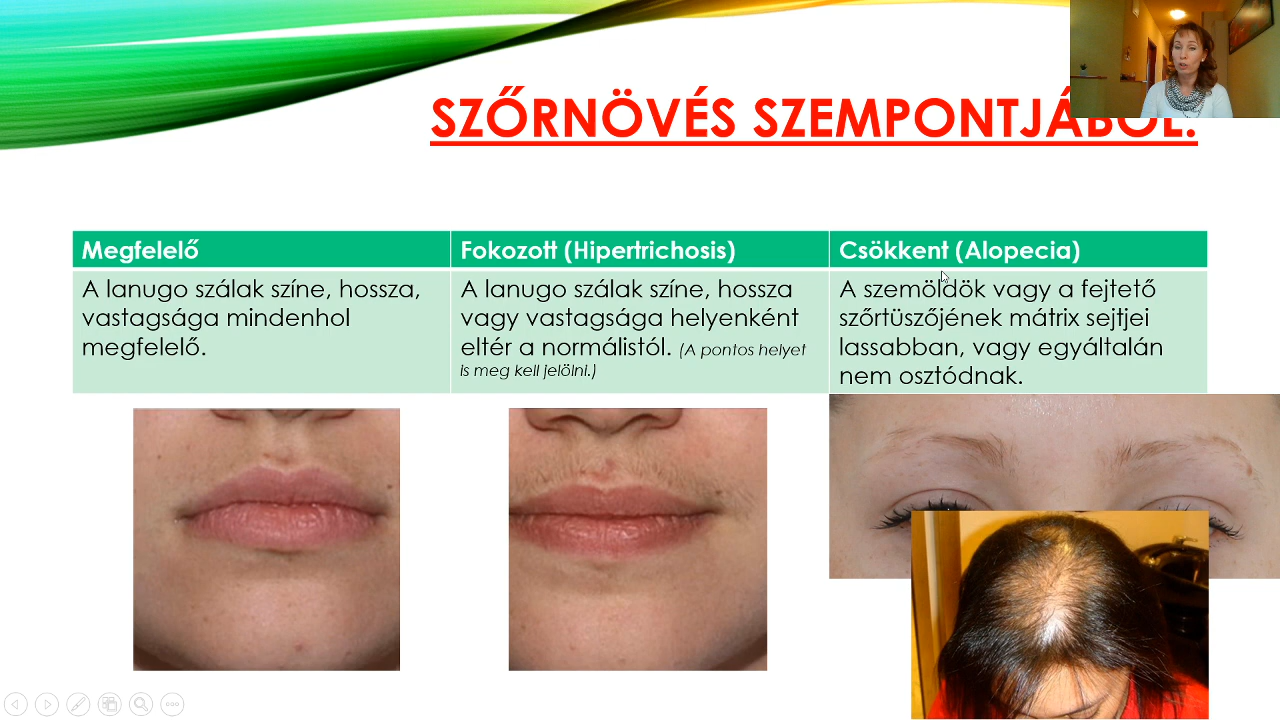 SZŐRNÖVÉS SZEMPONTJÁBÓL:
Megfelelő
A lanugo szálak színe, hossza,
vastagsága mindenhol
megfelelő.
Fokozott (Hipertrichosis)
A lanugo szálak színe, hossza
vagy vastagsága helyenként
eltér a normálistól. (A pontos helyet
is meg kell jelölni.)
Csökkent (Alopecia)
A szemöldök vagy a fejtető
szőrtüszőjének mátrix sejtjei
lassabban, vagy egyáltalán
nem osztódnak.